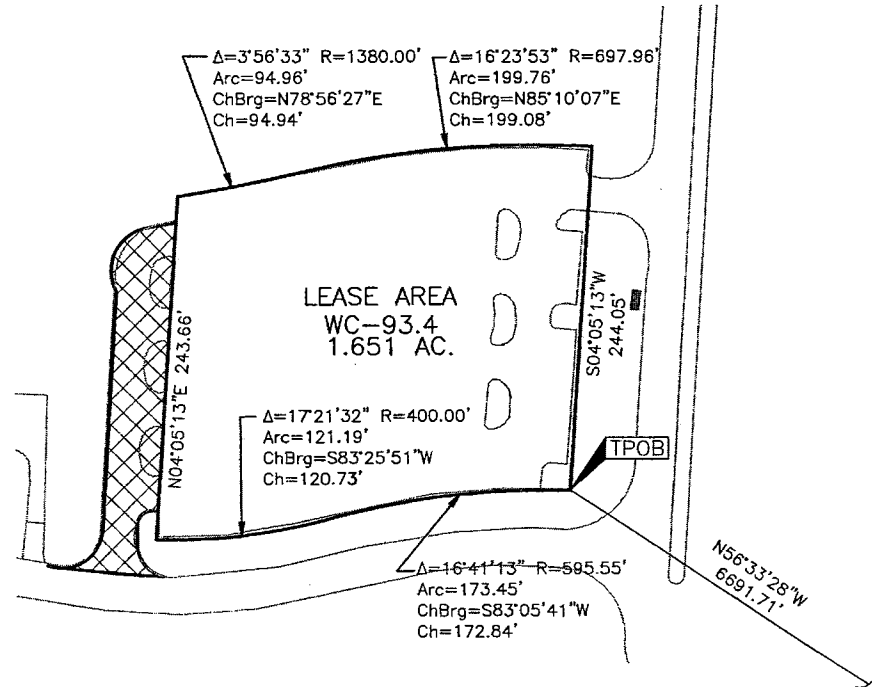 Δ=3°56'33" R=1380.00'
Arc=94.96'
ChBrg=N78°56'27"E
Ch=94.94'
Δ=16°23'53" R=697.96'
Arc=199.76'
ChBrg=N85°10'07"E
Ch=199.08'
LEASE AREA
WC-93.4
1.651 AC.
N04°05'13"E 243.66'
S04°05'13"W
244.05'
Δ=17°21'32" R=400.00'
Arc=121.19'
ChBrg=S83°25'51"W
Ch=120.73'
TPOB
Δ=16°41'13" R=595.55'
Arc=173.45'
ChBrg=S83°05'41"W
Ch=172.84'
N56°33'28"W
6691.71'